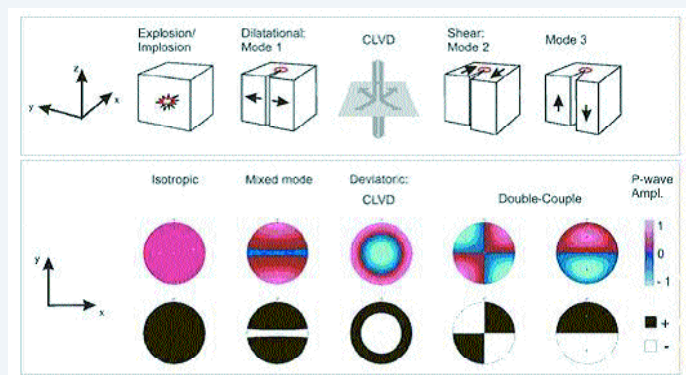 Explosion/
Implosion
Dilatational:
Mode 1
CLVD
Shear:
Mode 2
Mode 3
z
y
x
Isotropic
Mixed mode
Deviatoric:
CLVD
Double-Couple
P-wave
Ampl.
1
0
- 1
y
x
+
-